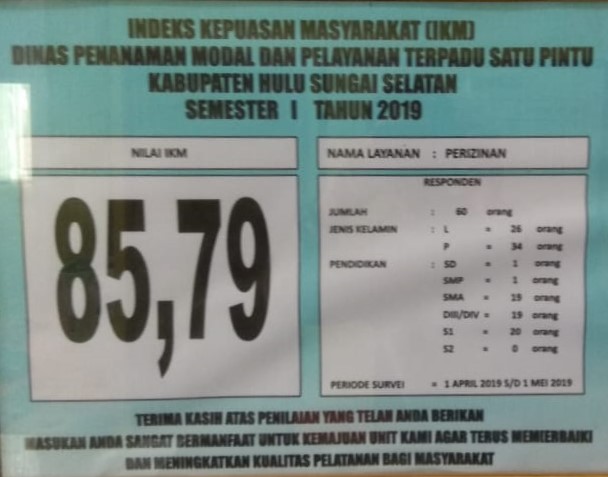 INDEKS KEPUASAN MASYARAKAT (IKM)
DINAS PENANAMAN MODAL DAN PELAYANAN TERPADU SATU PINTU
KABUPATEN HULU SUNGAI SELATAN
SEMESTER I TAHUN 2019
NILAI IKM
85,79
NAMA LAYANAN : PERIZINAN
RESPONDEN
JUMLAH : 60 orang
JENIS KELAMIN : L = 26 orang
P = 34 orang
PENDIDIKAN : SD = 1 orang
SMP = 1 orang
SMA = 19 orang
DIII/DIV = 19 orang
S1 = 20 orang
S2 = 0 orang
PERIODE SURVEI = 1 APRIL 2019 S/D 1 MEI 2019
TERIMA KASIH ATAS PENILAIAN YANG TELAH ANDA BERIKAN
MASUKAN ANDA SANGAT BERMANFAAT UNTUK KEMAJUAN UNIT KAMI AGAR TERUS MEMIERBAIKI
DAN MENINGKATKAN KUALITAS PELATANAN BAGI MASYARAKAT